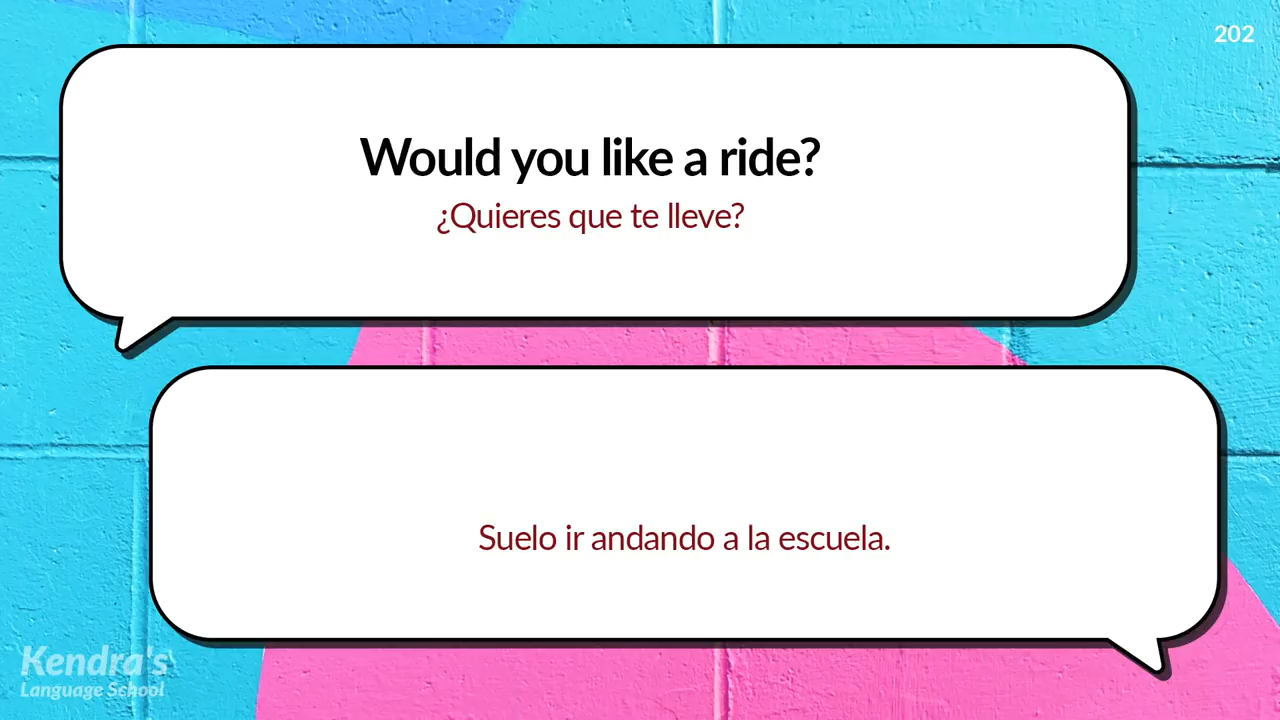 202
Would you like a ride?
¿Quieres que te lleve?
Suelo ir andando a la escuela.
Kendra's
Language School